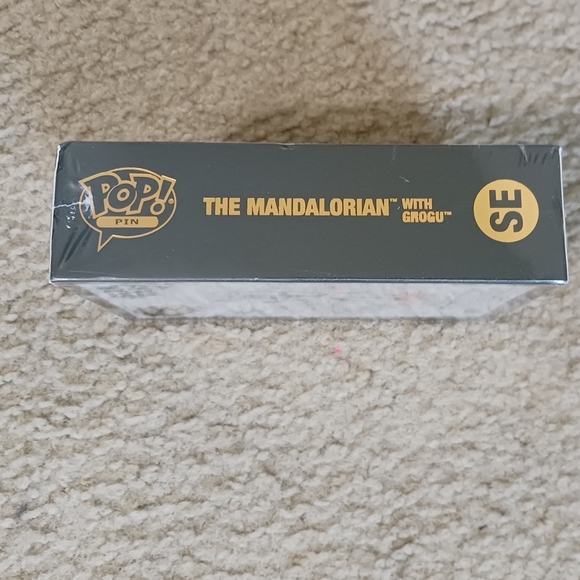 POP!
PIN
THE MANDALORIAN™ WITH
GROGU™
SE